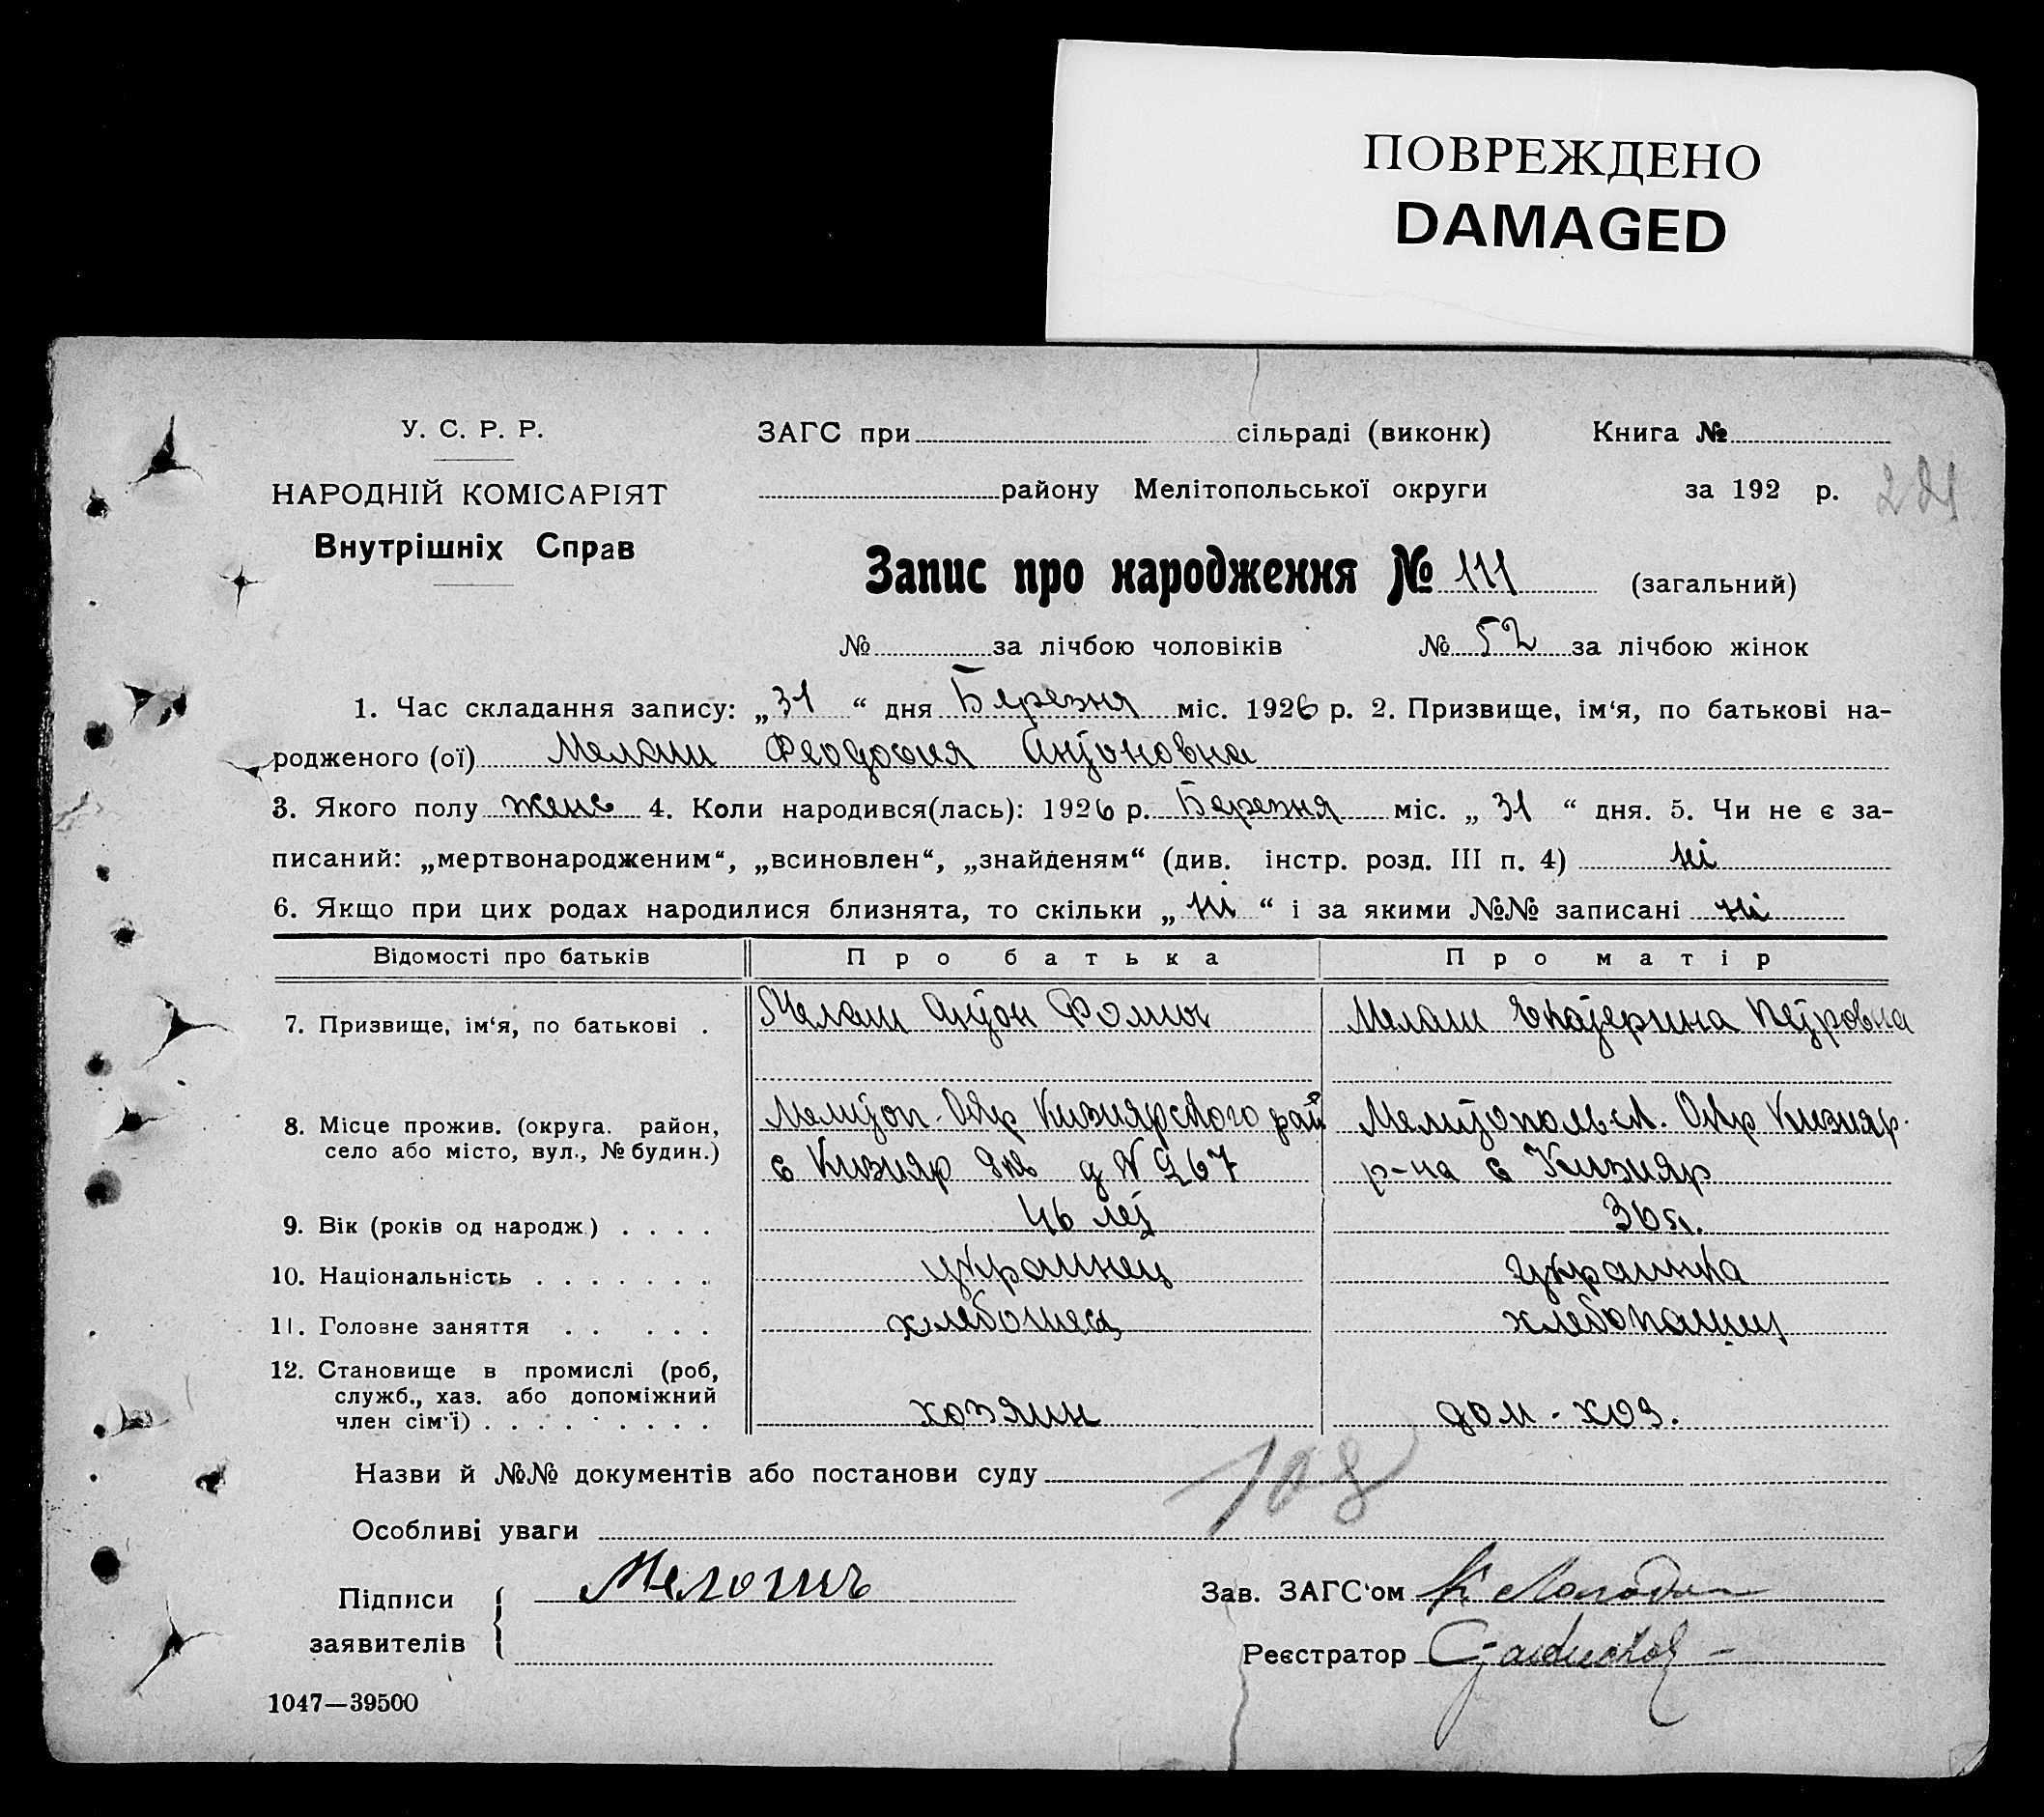 ПОВРЕЖДЕНО
DAMAGED
У. С. Р. Р.
НАРОДНІЙ КОМІСАРІЯТ
Внутрішніх Справ
ЗАГС при сільраді (виконк)
Книга №
району Мелітопольської округи
за 192 р.
Запис про народження № 111 (загальний)
№ за лічбою чоловіків № 52 за лічбою жінок
1. Час складання запису: „31“ дня Березня міс. 1926 р. 2. Призвище, ім‘я, по батькові на-
родженого (ої) Мелаш Феодосия Антоновна
3. Якого полу женс 4. Коли народився(лась): 1926 р. Березня міс. „31“ дня. 5. Чи не є за-
писаний: „мертвонародженим“, „всиновлен“, „знайденям“ (див. інстр. розд. III п. 4) ні
6. Якщо при цих родах народилися близнята, то скільки „ні“ і за якими №№ записані ні
Відомості про батьків Про батька Про матір
7. Призвище, ім‘я, по батькові . Мелаш Антон Фомич Мелаш Екатерина Петровна
8. Місце прожив. (округа. район, Мелитоп. Окр Кизиярского рай Мелитопольск. Окр Кизияр.
село або місто, вул., № будин.) с Кизияр д № 267 р-на с Кизияр
9. Вік (років од народж) . . . . 46 лет 36 л.
10. Національність . . . . . . . украинец украинка
11. Головне заняття . . . . . хлебопашец хлебопашец
12. Становище в промислі (роб,
служб., хаз. або допоміжний
член сім‘ї) . . . . . . . . . хозяин дом. хоз.
Назви й №№ документів або постанови суду
108
Особливі уваги
Підписи
заявителів
Мелашъ
Зав. ЗАГС‘ом
Реєстратор
1047—39500